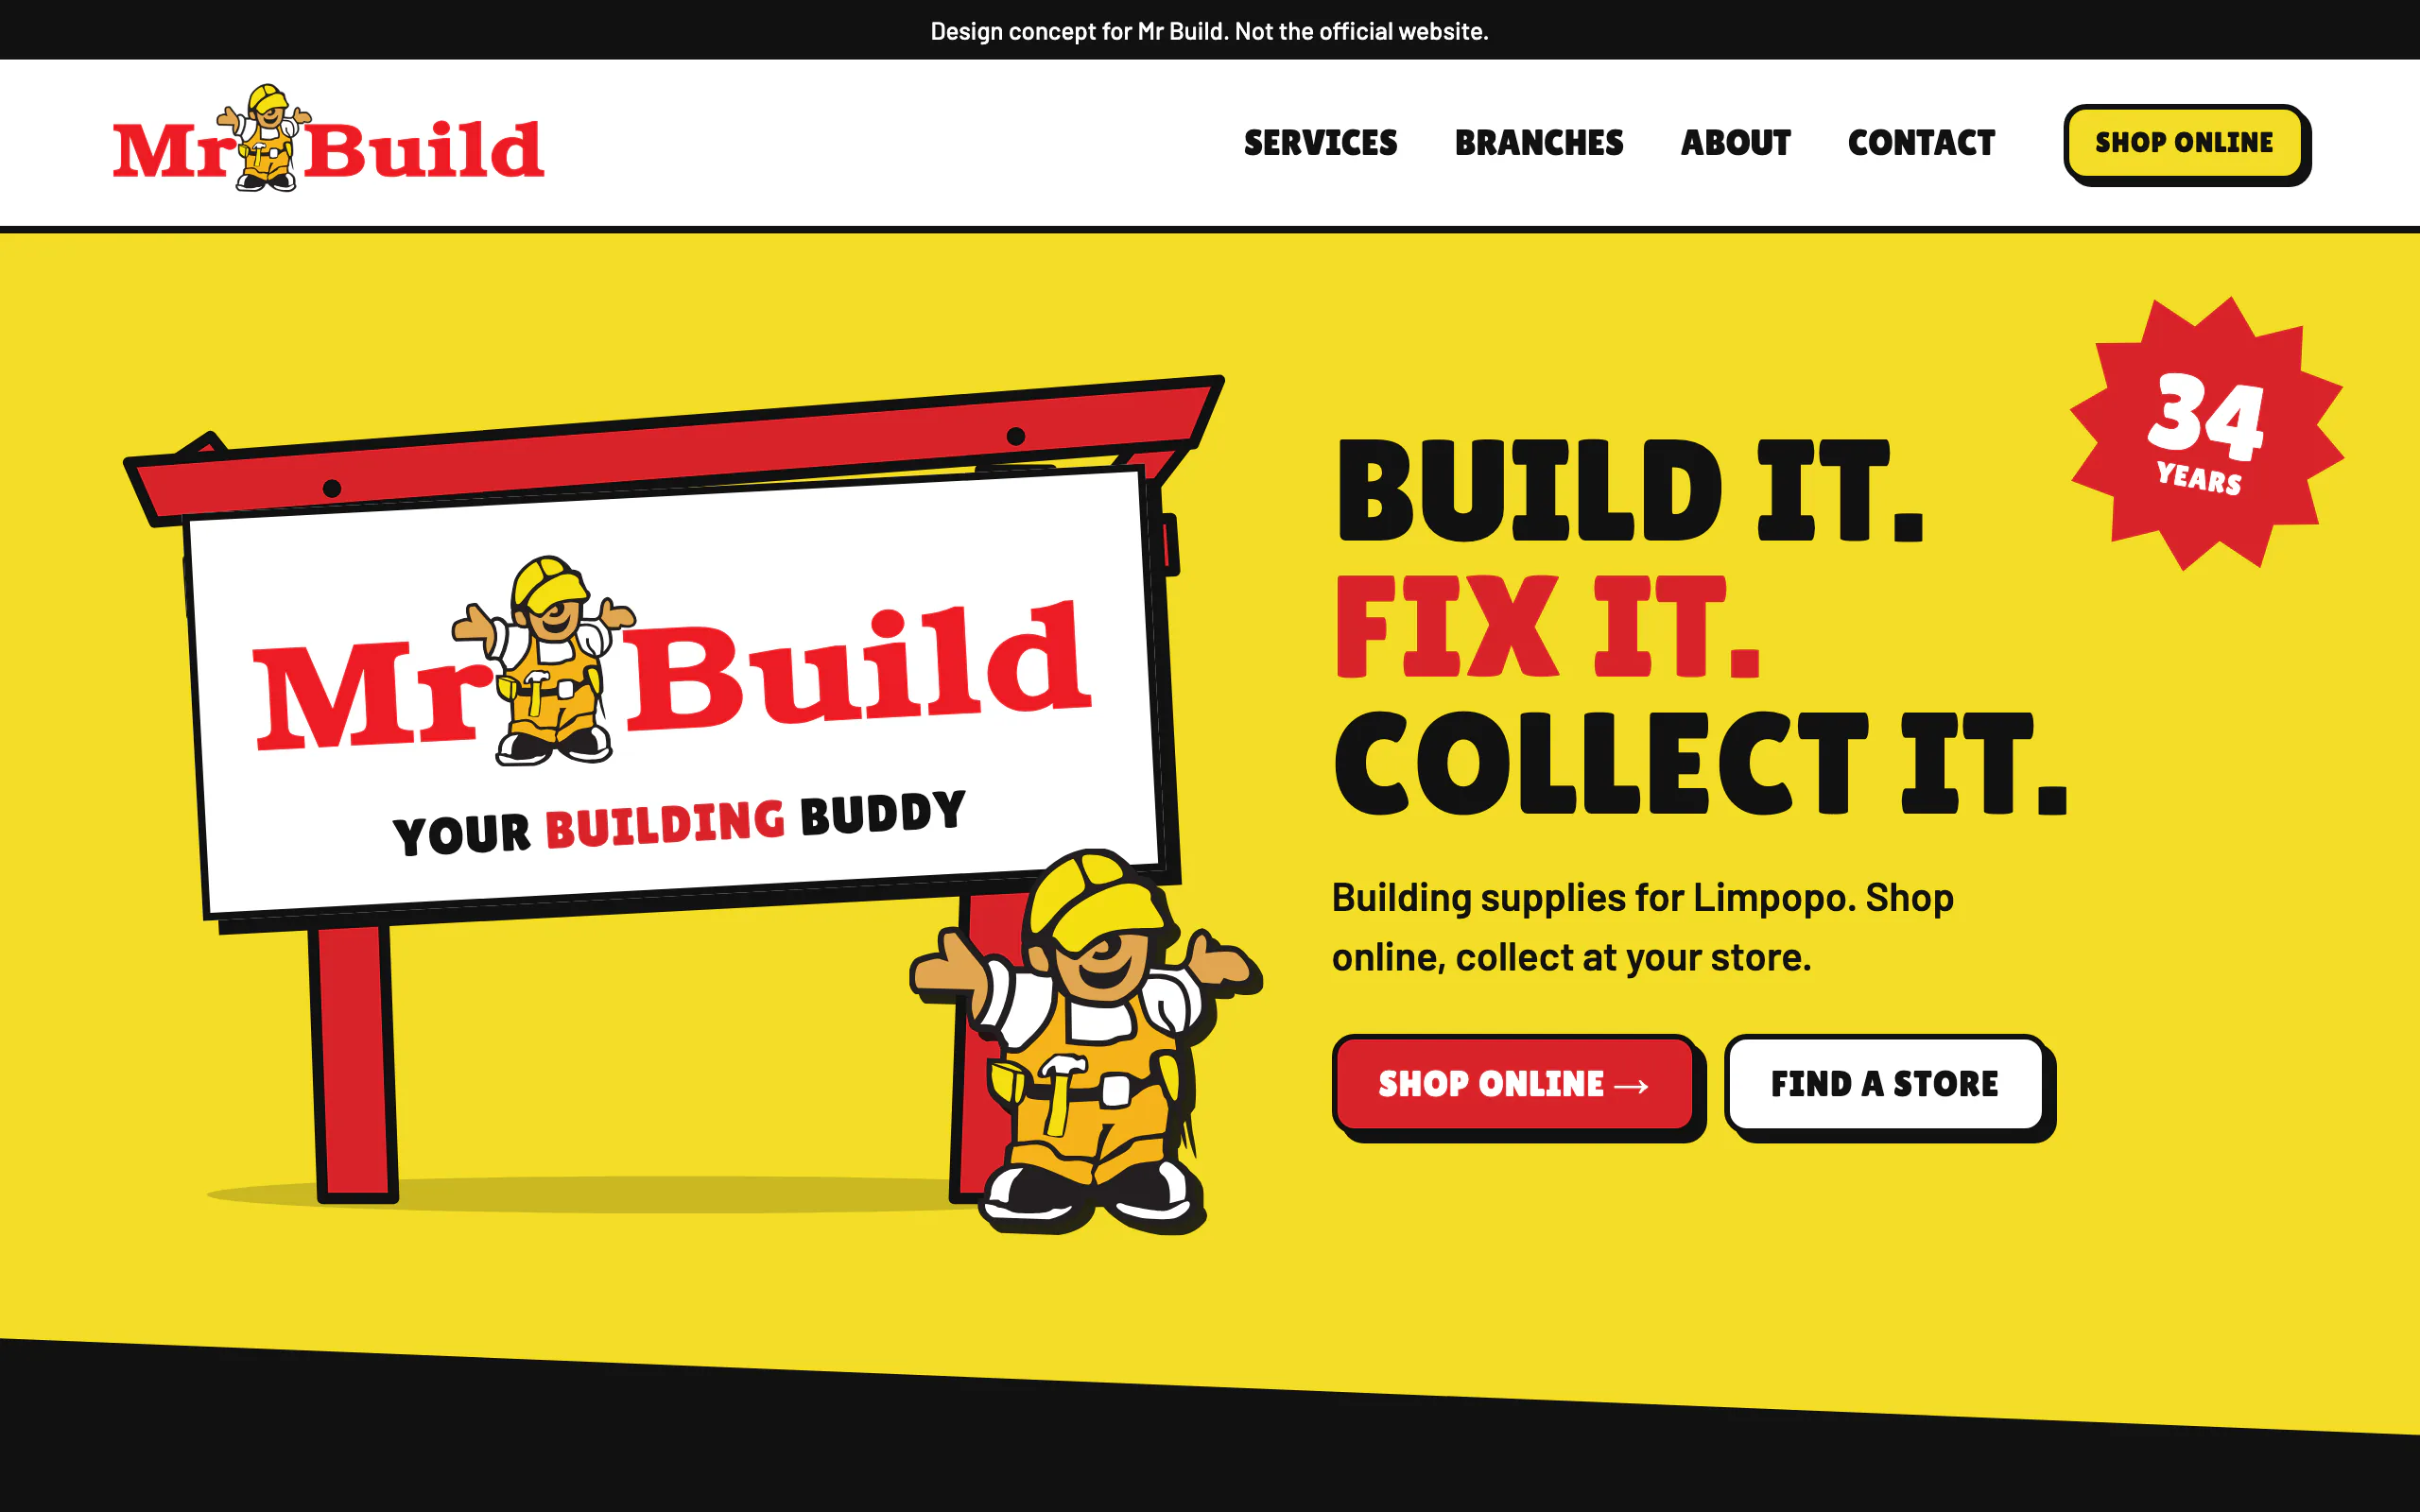 Design concept for Mr Build. Not the official website.
Mr Build
SERVICES
BRANCHES
ABOUT
CONTACT
SHOP ONLINE
Mr Build
YOUR BUILDING BUDDY
34
YEARS
BUILD IT.
FIX IT.
COLLECT IT.
Building supplies for Limpopo. Shop
online, collect at your store.
SHOP ONLINE →
FIND A STORE